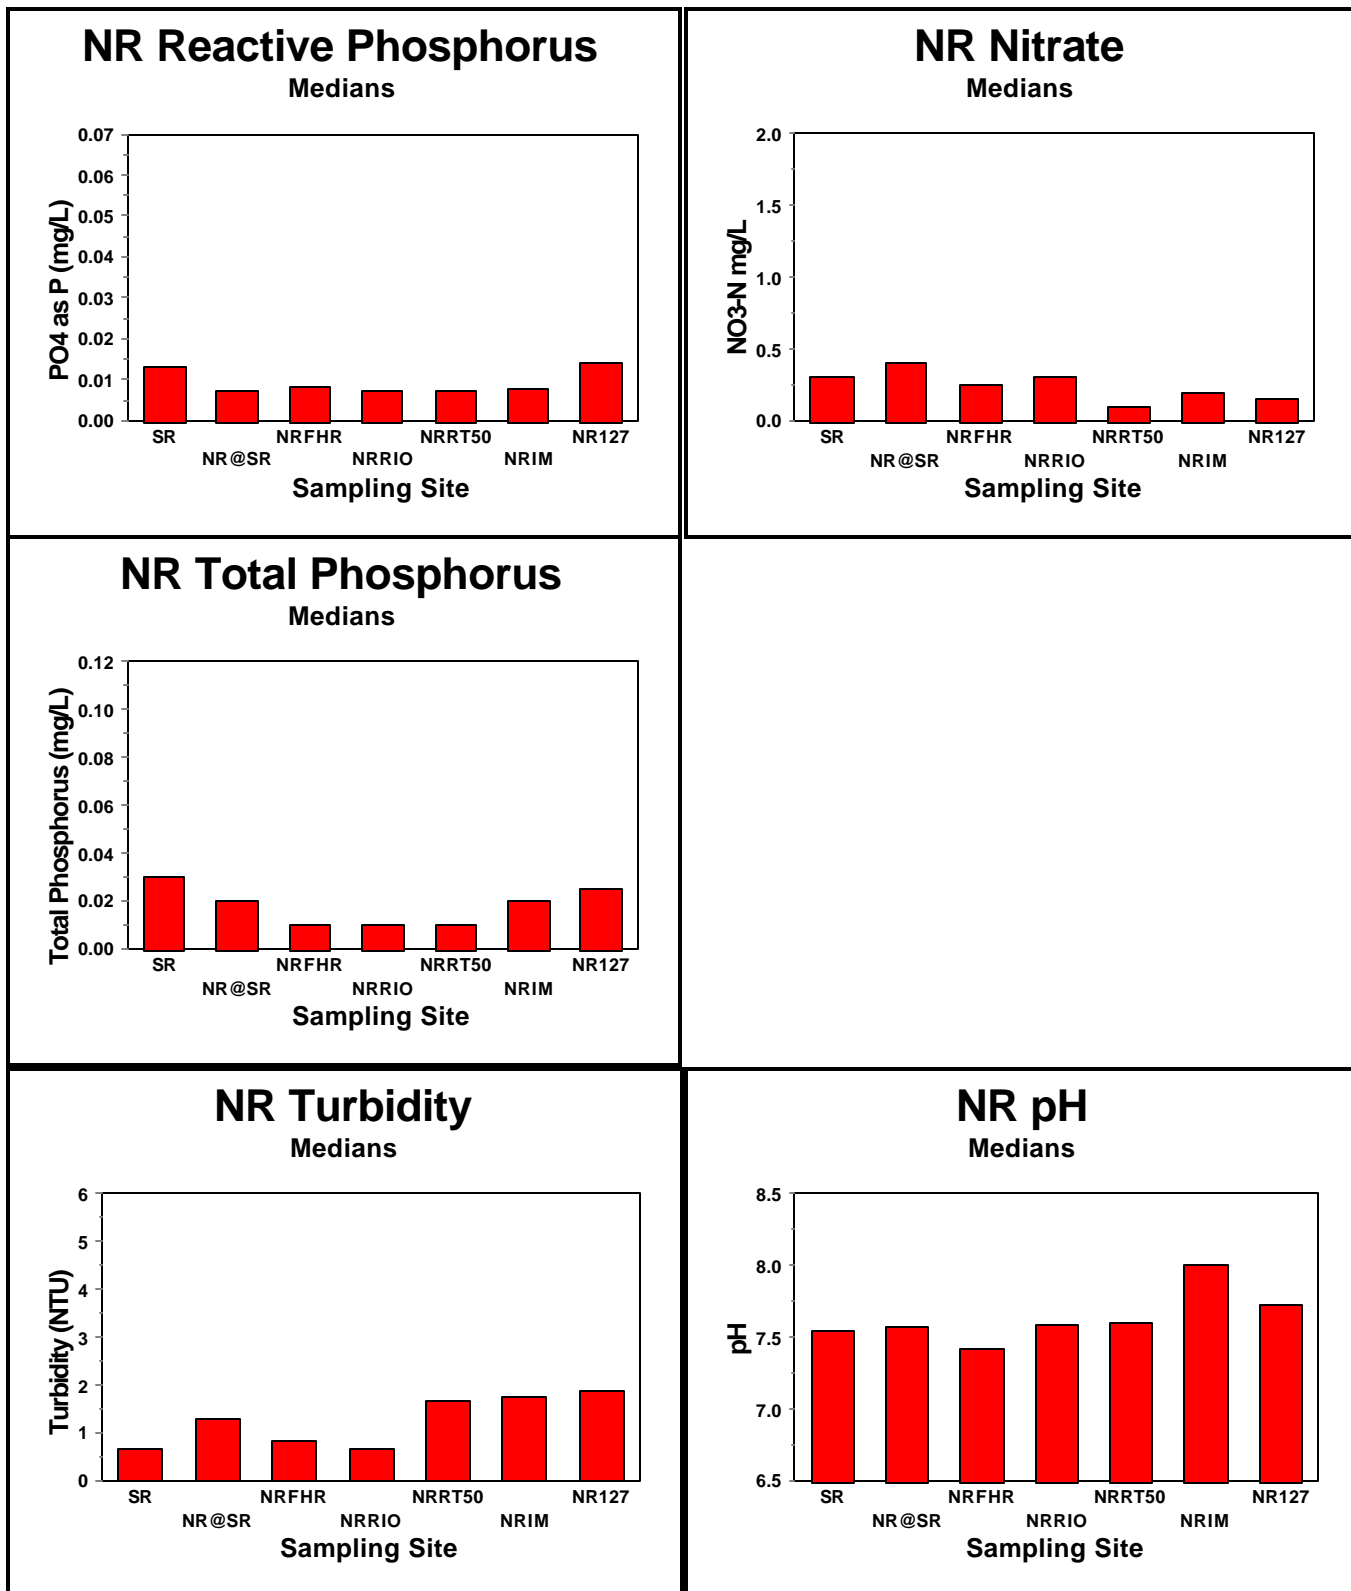 NR Reactive Phosphorus
Medians
PO4 as P (mg/L)
0.07
0.06
0.05
0.04
0.03
0.02
0.01
0.00
SR NRFHR NRRT50 NR127
NR@SR NRRIO NRIM
Sampling Site
NR Nitrate
Medians
NO3-N mg/L
2.0
1.5
1.0
0.5
0.0
SR NRFHR NRRT50 NR127
NR@SR NRRIO NRIM
Sampling Site
NR Total Phosphorus
Medians
Total Phosphorus (mg/L)
0.12
0.10
0.08
0.06
0.04
0.02
0.00
SR NRFHR NRRT50 NR127
NR@SR NRRIO NRIM
Sampling Site
NR Turbidity
Medians
Turbidity (NTU)
6
5
4
3
2
1
0
SR NRFHR NRRT50 NR127
NR@SR NRRIO NRIM
Sampling Site
NR pH
Medians
pH
8.5
8.0
7.5
7.0
6.5
SR NRFHR NRRT50 NR127
NR@SR NRRIO NRIM
Sampling Site